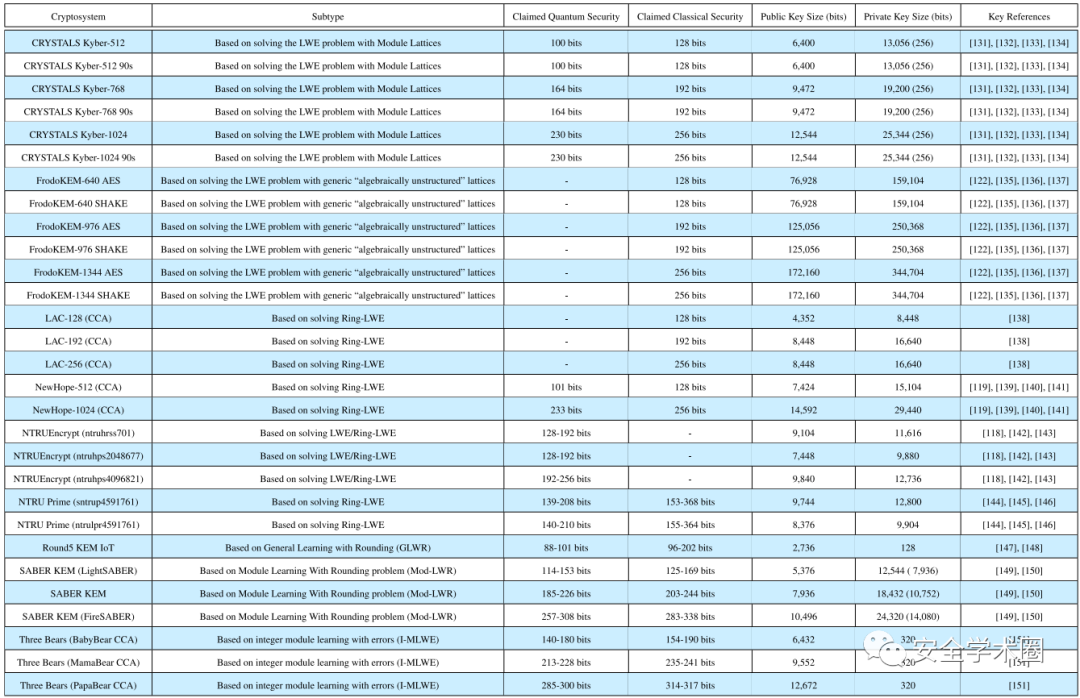 Cryptosystem Subtype Claimed Quantum Security Claimed Classical Security Public Key Size (bits) Private Key Size (bits) Key References
CRYSTALS Kyber-512 Based on solving the LWE problem with Module Lattices 100 bits 128 bits 6,400 13,056 (256) [131], [132], [133], [134]
CRYSTALS Kyber-512 90s Based on solving the LWE problem with Module Lattices 100 bits 128 bits 6,400 13,056 (256) [131], [132], [133], [134]
CRYSTALS Kyber-768 Based on solving the LWE problem with Module Lattices 164 bits 192 bits 9,472 19,200 (256) [131], [132], [133], [134]
CRYSTALS Kyber-768 90s Based on solving the LWE problem with Module Lattices 164 bits 192 bits 9,472 19,200 (256) [131], [132], [133], [134]
CRYSTALS Kyber-1024 Based on solving the LWE problem with Module Lattices 230 bits 256 bits 12,544 25,344 (256) [131], [132], [133], [134]
CRYSTALS Kyber-1024 90s Based on solving the LWE problem with Module Lattices 230 bits 256 bits 12,544 25,344 (256) [131], [132], [133], [134]
FrodoKEM-640 AES Based on solving the LWE problem with generic “algebraically unstructured” lattices - 128 bits 76,928 159,104 [122], [135], [136], [137]
FrodoKEM-640 SHAKE Based on solving the LWE problem with generic “algebraically unstructured” lattices - 128 bits 76,928 159,104 [122], [135], [136], [137]
FrodoKEM-976 AES Based on solving the LWE problem with generic “algebraically unstructured” lattices - 192 bits 125,056 250,368 [122], [135], [136], [137]
FrodoKEM-976 SHAKE Based on solving the LWE problem with generic “algebraically unstructured” lattices - 192 bits 125,056 250,368 [122], [135], [136], [137]
FrodoKEM-1344 AES Based on solving the LWE problem with generic “algebraically unstructured” lattices - 256 bits 172,160 344,704 [122], [135], [136], [137]
FrodoKEM-1344 SHAKE Based on solving the LWE problem with generic “algebraically unstructured” lattices - 256 bits 172,160 344,704 [122], [135], [136], [137]
LAC-128 (CCA) Based on solving Ring-LWE - 128 bits 4,352 8,448 [138]
LAC-192 (CCA) Based on solving Ring-LWE - 192 bits 8,448 16,640 [138]
LAC-256 (CCA) Based on solving Ring-LWE - 256 bits 8,448 16,640 [138]
NewHope-512 (CCA) Based on solving Ring-LWE 101 bits 128 bits 7,424 15,104 [119], [139], [140], [141]
NewHope-1024 (CCA) Based on solving Ring-LWE 233 bits 256 bits 14,592 29,440 [119], [139], [140], [141]
NTRUEncrypt (ntruhrss701) Based on solving LWE/Ring-LWE 128-192 bits - 9,104 11,616 [118], [142], [143]
NTRUEncrypt (ntruhps2048677) Based on solving LWE/Ring-LWE 128-192 bits - 7,448 9,880 [118], [142], [143]
NTRUEncrypt (ntruhps4096821) Based on solving LWE/Ring-LWE 192-256 bits - 9,840 12,736 [118], [142], [143]
NTRU Prime (sntrup4591761) Based on solving Ring-LWE 139-208 bits 153-368 bits 9,744 12,800 [144], [145], [146]
NTRU Prime (ntrulpr4591761) Based on solving Ring-LWE 140-210 bits 155-364 bits 8,376 9,904 [144], [145], [146]
Round5 KEM IoT Based on General Learning with Rounding (GLWR) 88-101 bits 96-202 bits 2,736 128 [147], [148]
SABER KEM (LightSABER) Based on Module Learning With Rounding problem (Mod-LWR) 114-153 bits 125-169 bits 5,376 12,544 ( 7,936) [149], [150]
SABER KEM Based on Module Learning With Rounding problem (Mod-LWR) 185-226 bits 203-244 bits 7,936 18,432 (10,752) [149], [150]
SABER KEM (FireSABER) Based on Module Learning With Rounding problem (Mod-LWR) 257-308 bits 283-338 bits 10,496 24,320 (14,080) [149], [150]
Three Bears (BabyBear CCA) Based on integer module learning with errors (I-MLWE) 140-180 bits 154-190 bits 6,432 320
Three Bears (MamaBear CCA) Based on integer module learning with errors (I-MLWE) 213-228 bits 235-241 bits 9,552 320 [151]
Three Bears (PapaBear CCA) Based on integer module learning with errors (I-MLWE) 285-300 bits 314-317 bits 12,672 320 [151]
安全学术圈